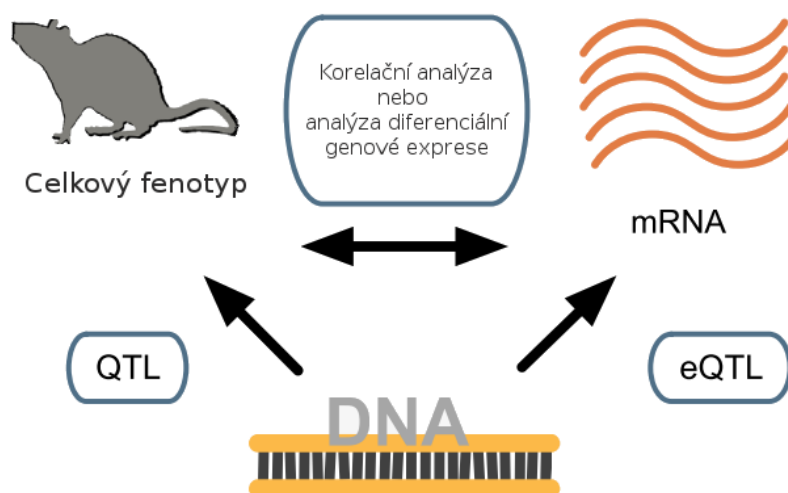 Korelační analýza
nebo
analýza diferenciální
genové exprese
Celkový fenotyp
mRNA
QTL
eQTL
DNA